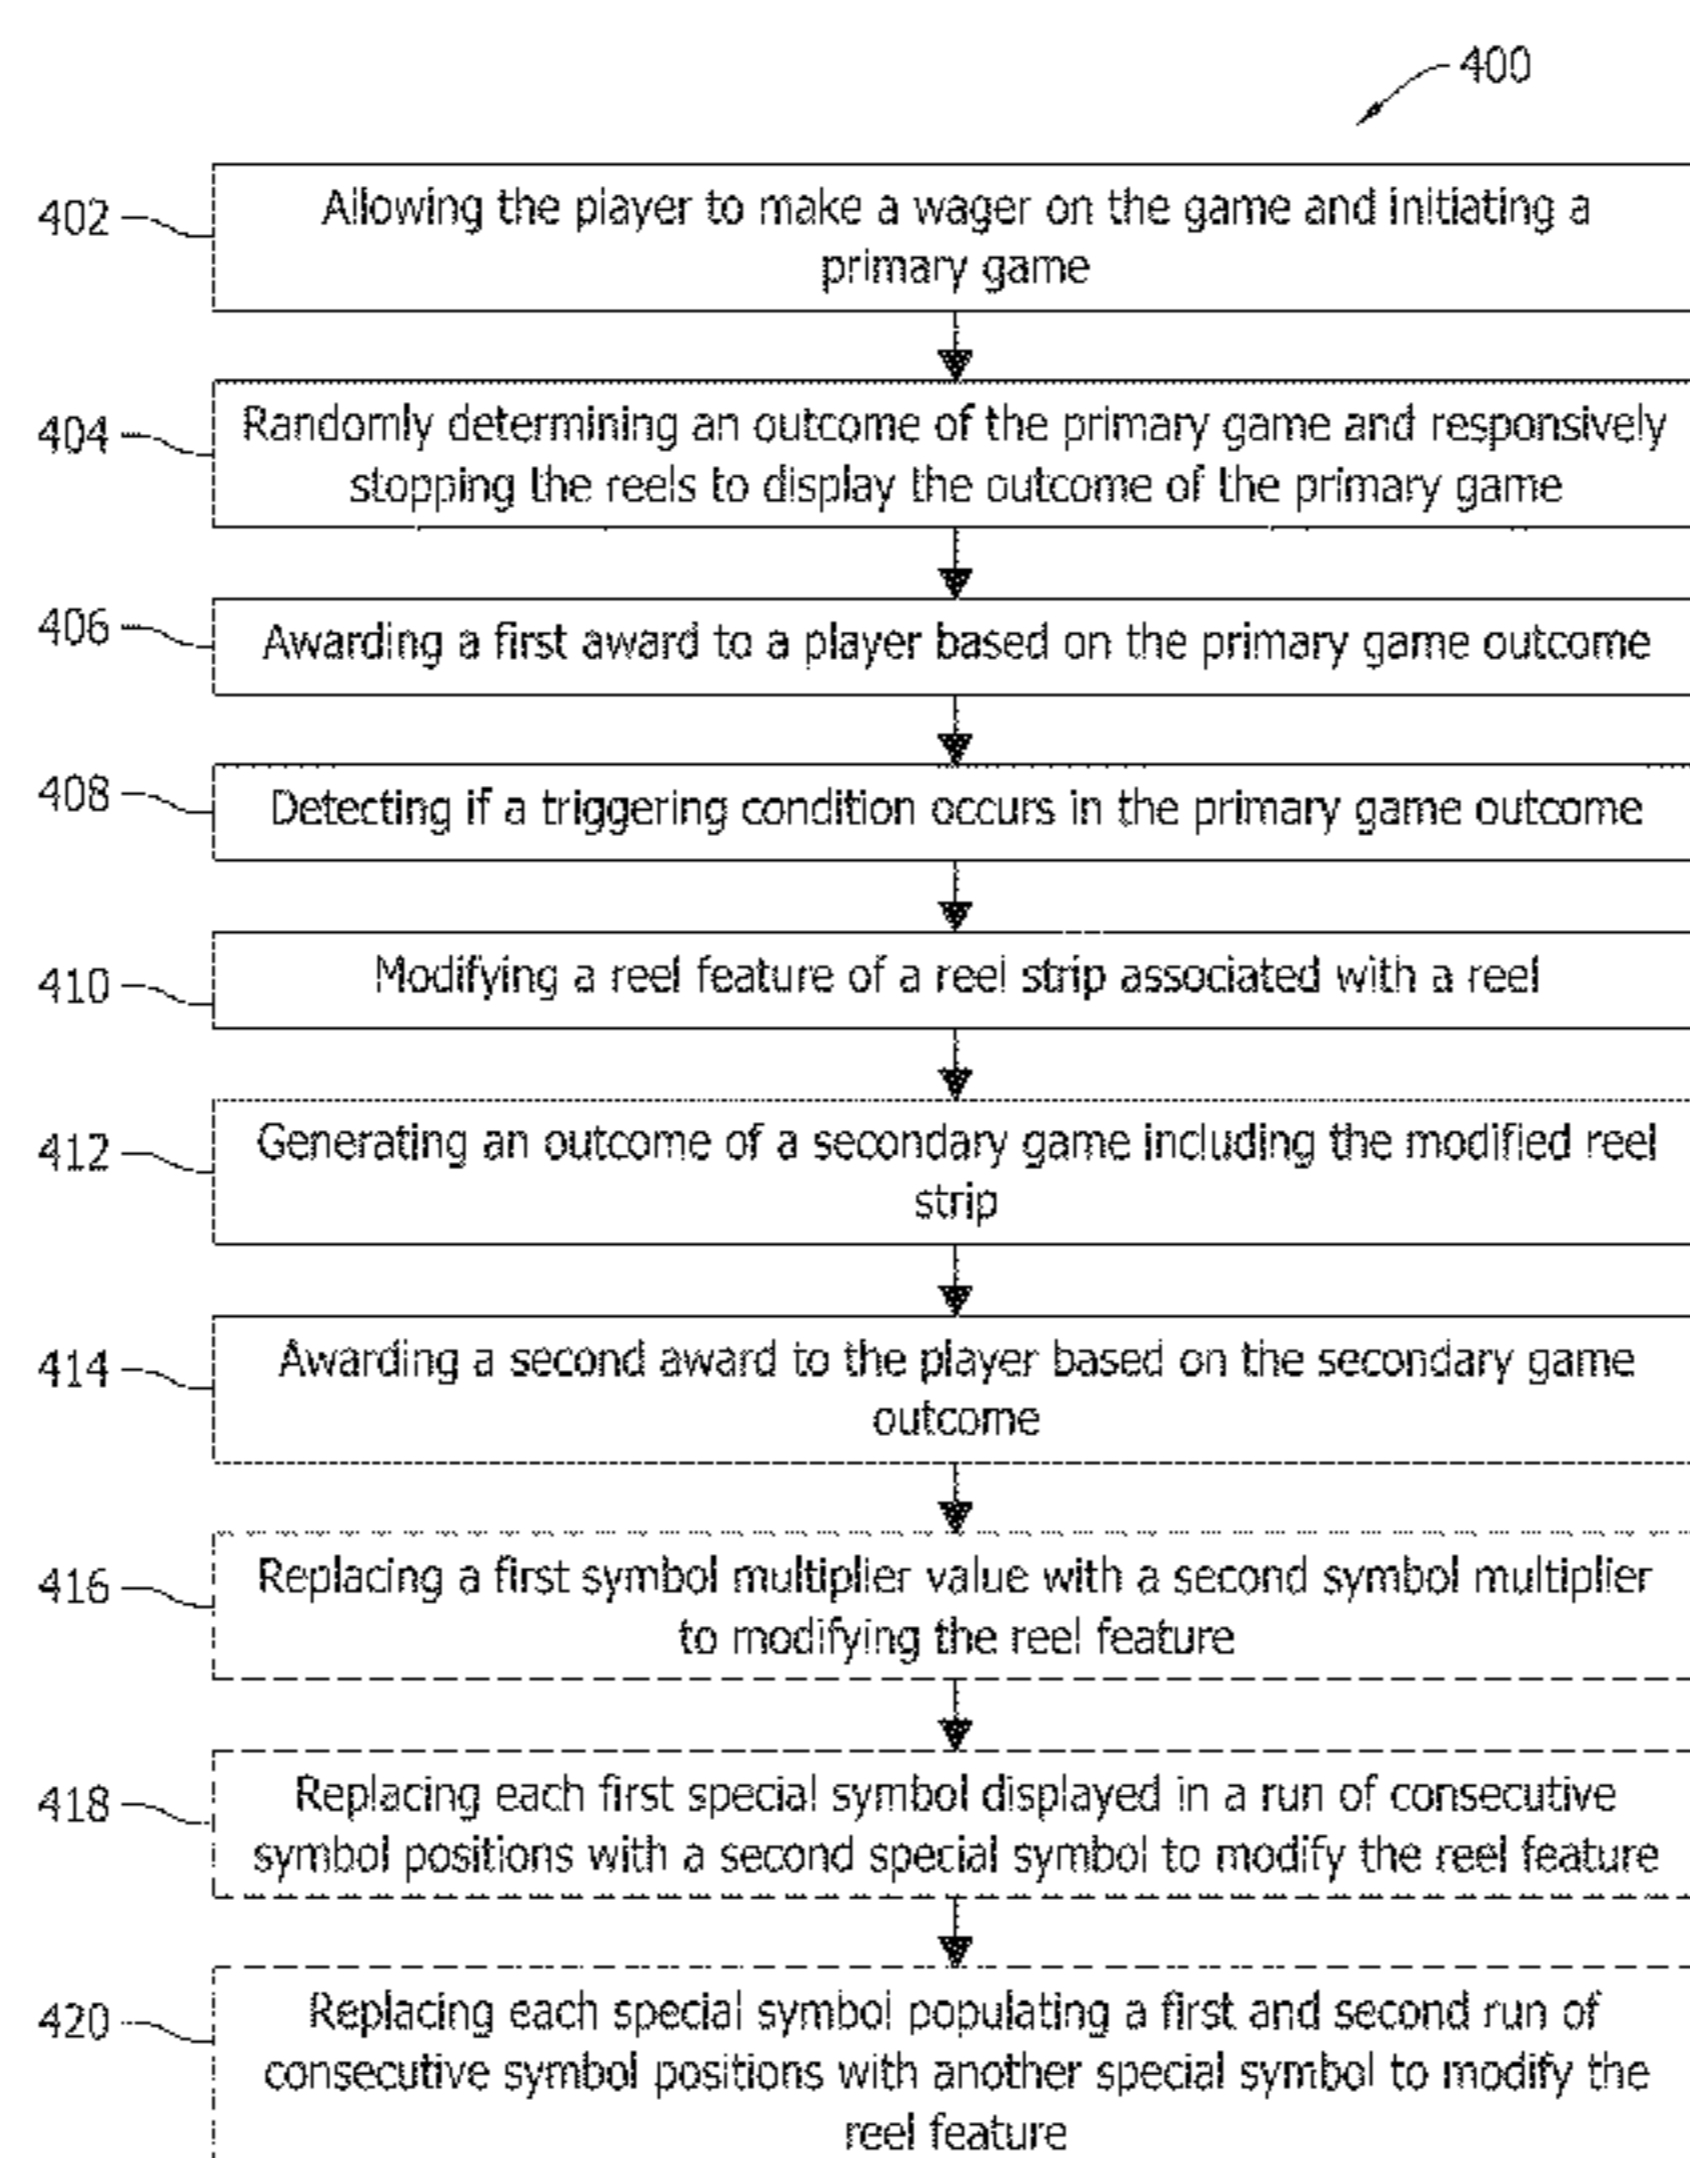 400
402
Allowing the player to make a wager on the game and initiating a
primary game
404
Randomly determining an outcome of the primary game and responsively
stopping the reels to display the outcome of the primary game
406
Awarding a first award to a player based on the primary game outcome
408
Detecting if a triggering condition occurs in the primary game outcome
410
Modifying a reel feature of a reel strip associated with a reel
412
Generating an outcome of a secondary game including the modified reel
strip
414
Awarding a second award to the player based on the secondary game
outcome
416
Replacing a first symbol multiplier value with a second symbol multiplier
to modifying the reel feature
418
Replacing each first special symbol displayed in a run of consecutive
symbol positions with a second special symbol to modify the reel feature
420
Replacing each special symbol populating a first and second run of
consecutive symbol positions with another special symbol to modify the
reel feature